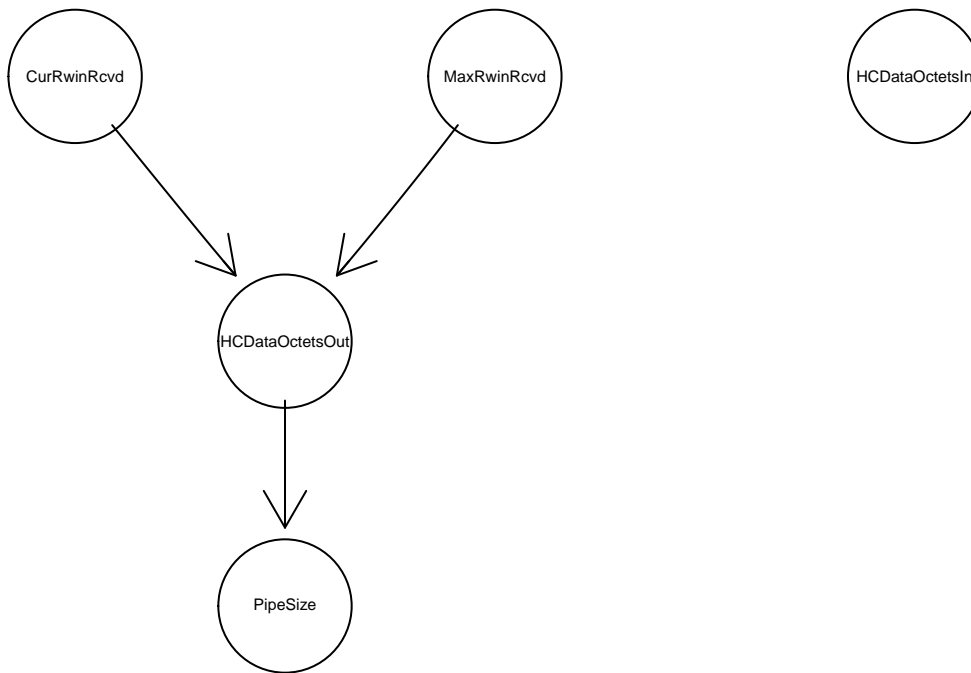 CurRwinRcvd
MaxRwinRcvd
HCDataOctetsIn
HCDataOctetsOut
PipeSize